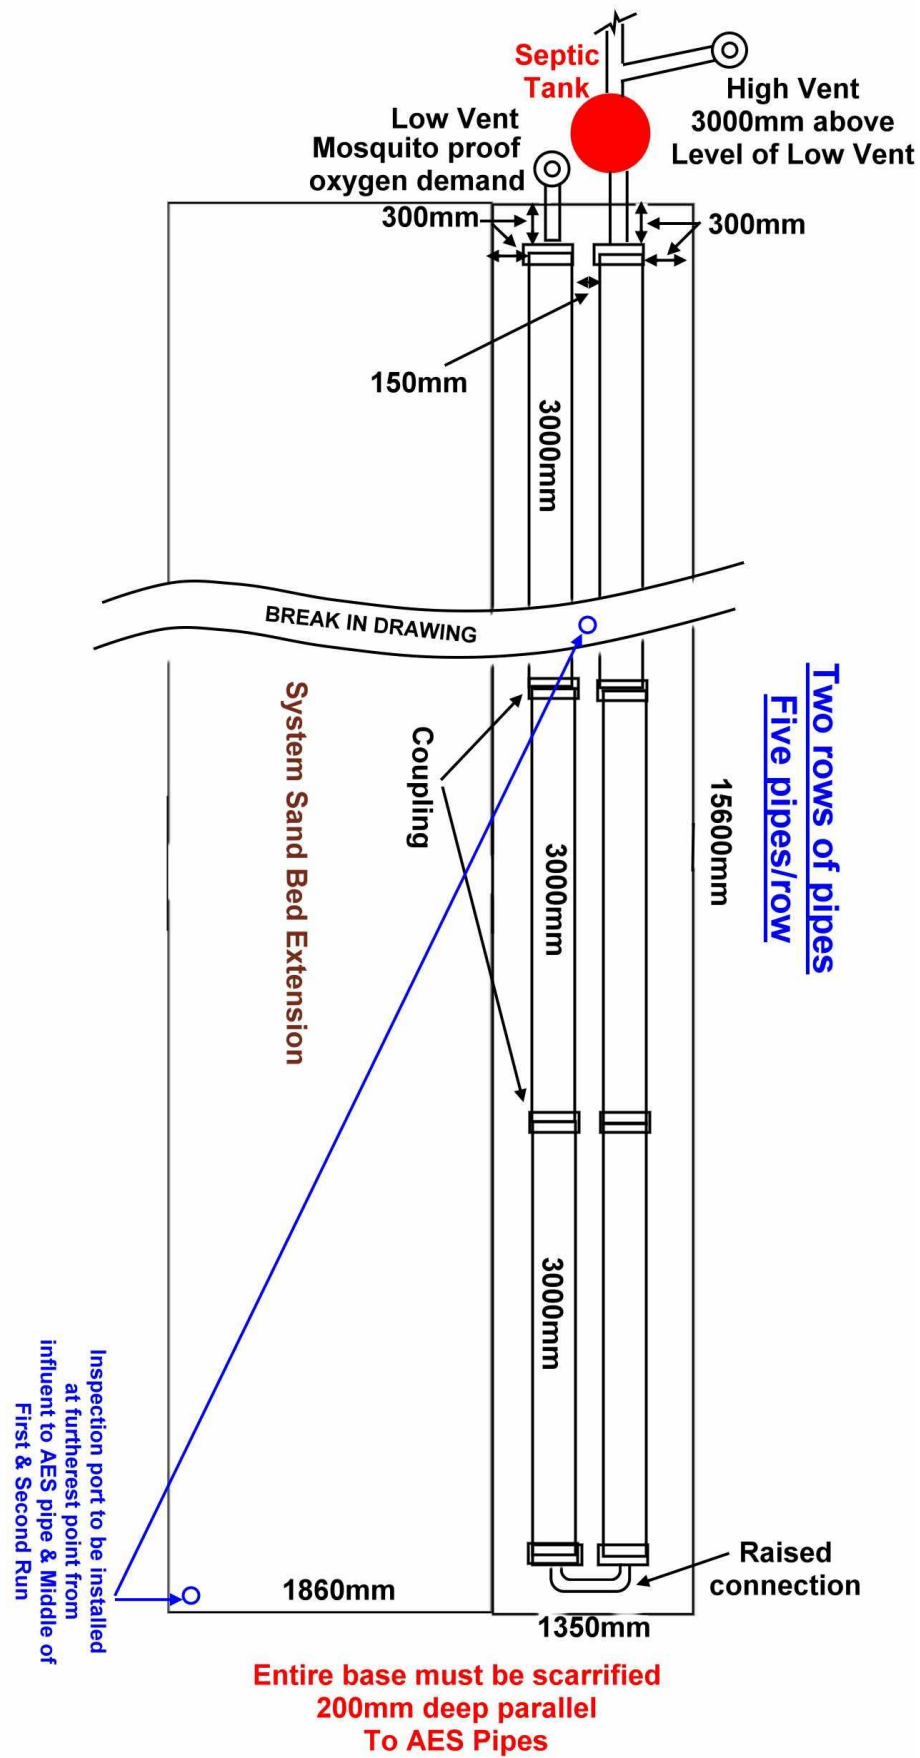 Septic
Tank
High Vent
3000mm above
Level of Low Vent
Low Vent
Mosquito proof
oxygen demand
300mm
300mm
150mm
3000mm
BREAK IN DRAWING
System Sand Bed Extension
Coupling
3000mm
15600mm
Two rows of pipes
Five pipes/row
3000mm
Inspection port to be installed
at furtherest point from
influent to AES pipe & Middle of
First & Second Run
Raised
connection
1860mm
1350mm
Entire base must be scarrified
200mm deep parallel
To AES Pipes